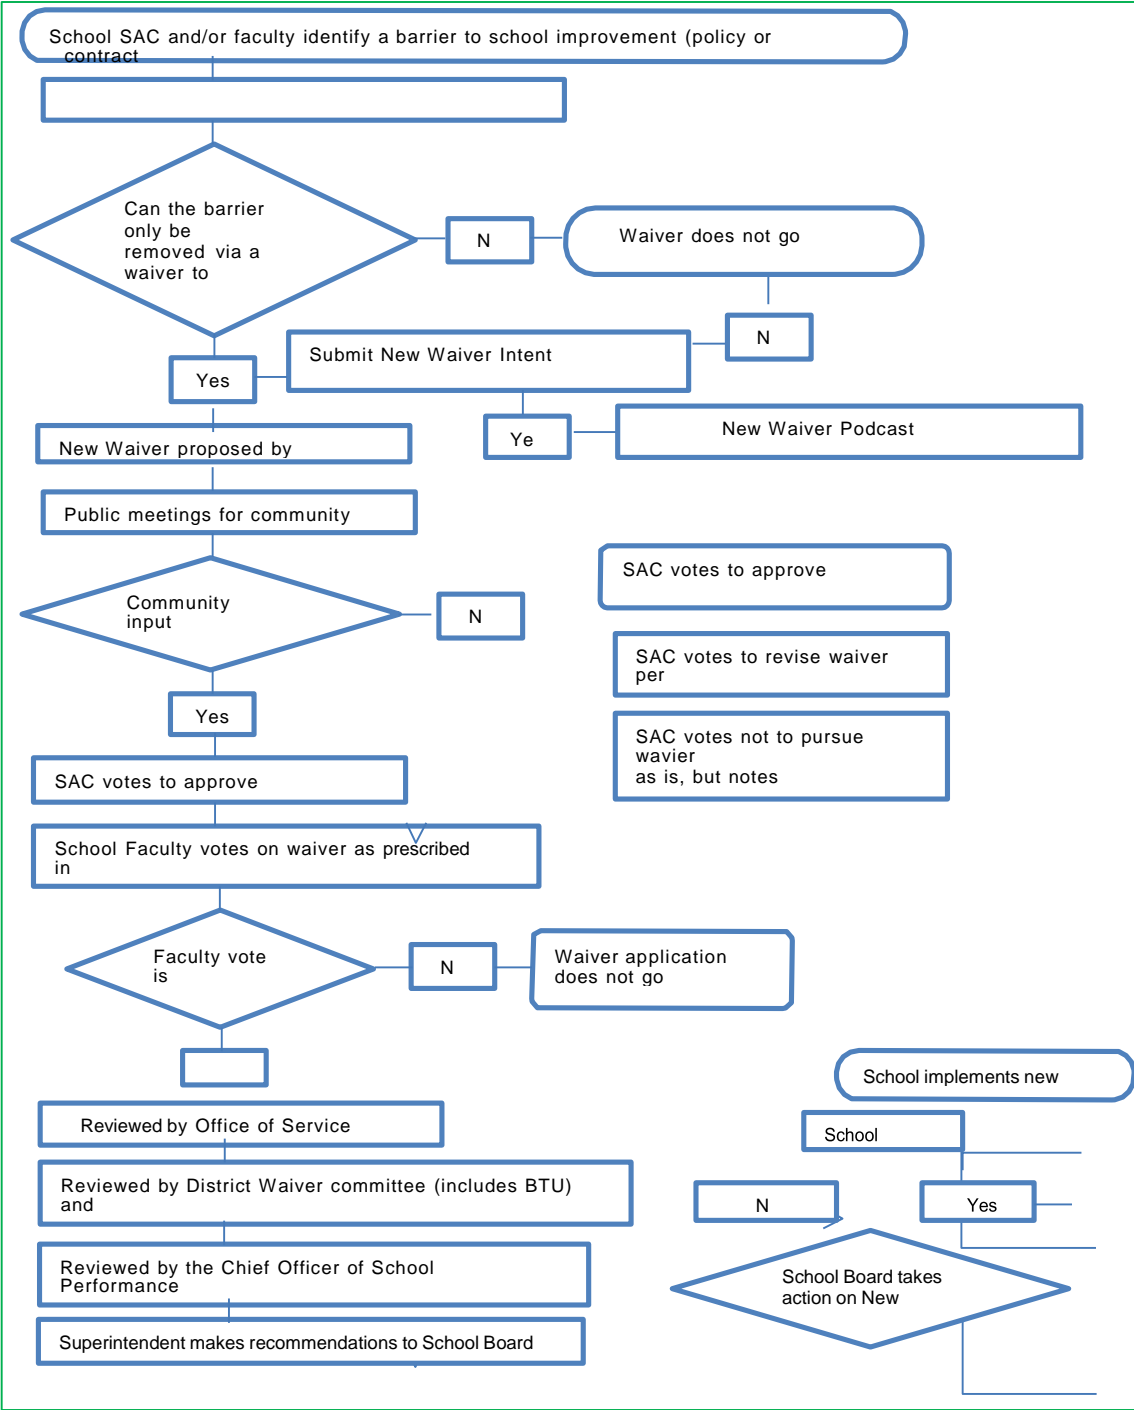 School SAC and/or faculty identify a barrier to school improvement (policy or
contract
Can the barrier
only be
removed via a
waiver to
N
Waiver does not go
N
Submit New Waiver Intent
Yes
Ye
New Waiver Podcast
New Waiver proposed by
Public meetings for community
SAC votes to approve
Community
input
N
SAC votes to revise waiver
per
Yes
SAC votes not to pursue
wavier
as is, but notes
SAC votes to approve
School Faculty votes on waiver as prescribed
in
Faculty vote
is
N
Waiver application
does not go
School implements new
Reviewed by Office of Service
School
Reviewed by District Waiver committee (includes BTU)
and
N
Yes
Reviewed by the Chief Officer of School
Performance
School Board takes
action on New
Superintendent makes recommendations to School Board